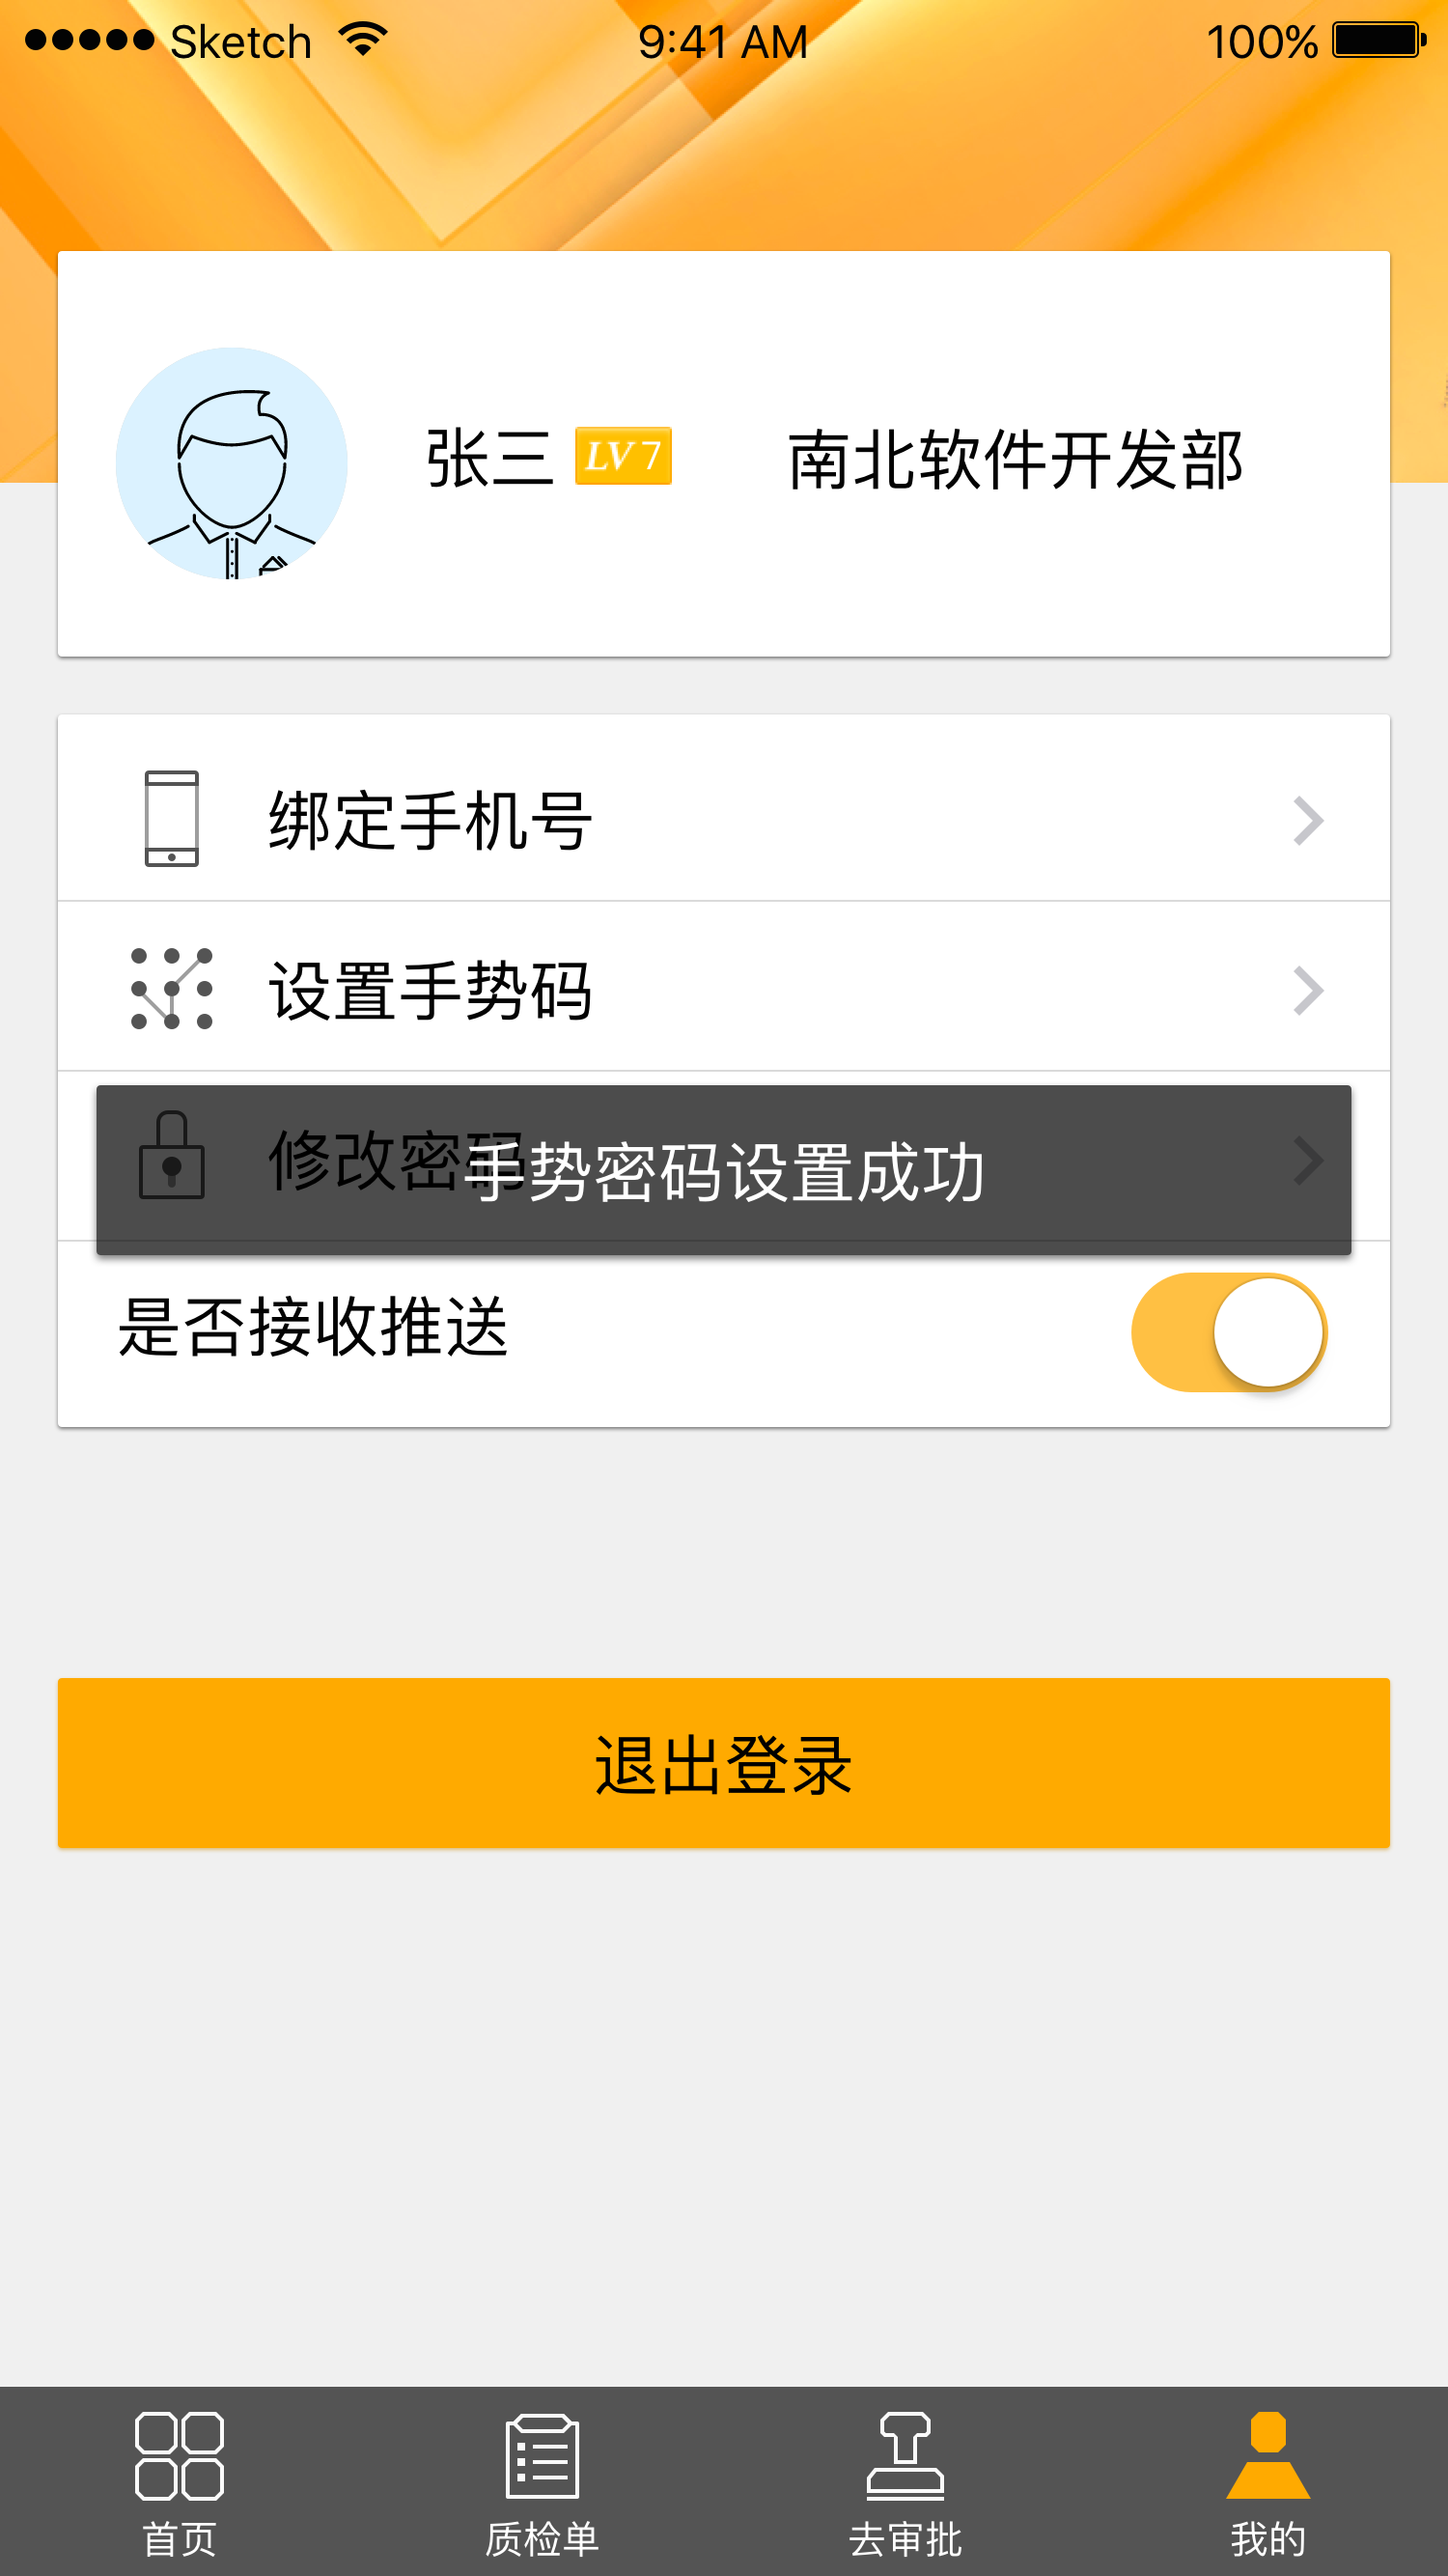 Sketch 9:41 AM 100%
张三 LV 7 南北软件开发部
绑定手机号
设置手势码
修改密码
手势密码设置成功
是否接收推送
退出登录
首页 质检单 去审批 我的